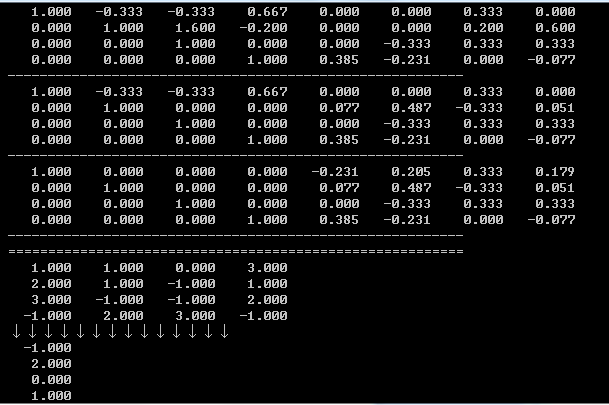 1.000 -0.333 -0.333 0.667 0.000 0.000 0.333 0.000
0.000 1.000 1.600 -0.200 0.000 0.000 0.200 0.600
0.000 0.000 1.000 0.000 0.000 -0.333 0.333 0.333
0.000 0.000 0.000 1.000 0.385 -0.231 0.000 -0.077
---------------------------------------------------------
1.000 -0.333 -0.333 0.667 0.000 0.000 0.333 0.000
0.000 1.000 0.000 0.000 0.077 0.487 -0.333 0.051
0.000 0.000 1.000 0.000 0.000 -0.333 0.333 0.333
0.000 0.000 0.000 1.000 0.385 -0.231 0.000 -0.077
---------------------------------------------------------
1.000 0.000 0.000 0.000 -0.231 0.205 0.333 0.179
0.000 1.000 0.000 0.000 0.077 0.487 -0.333 0.051
0.000 0.000 1.000 0.000 0.000 -0.333 0.333 0.333
0.000 0.000 0.000 1.000 0.385 -0.231 0.000 -0.077
---------------------------------------------------------
=========================================================
1.000 1.000 0.000 3.000
2.000 1.000 -1.000 1.000
3.000 -1.000 -1.000 2.000
-1.000 2.000 3.000 -1.000
↓ ↓ ↓ ↓ ↓ ↓ ↓ ↓ ↓ ↓ ↓ ↓ ↓ ↓
-1.000
2.000
0.000
1.000